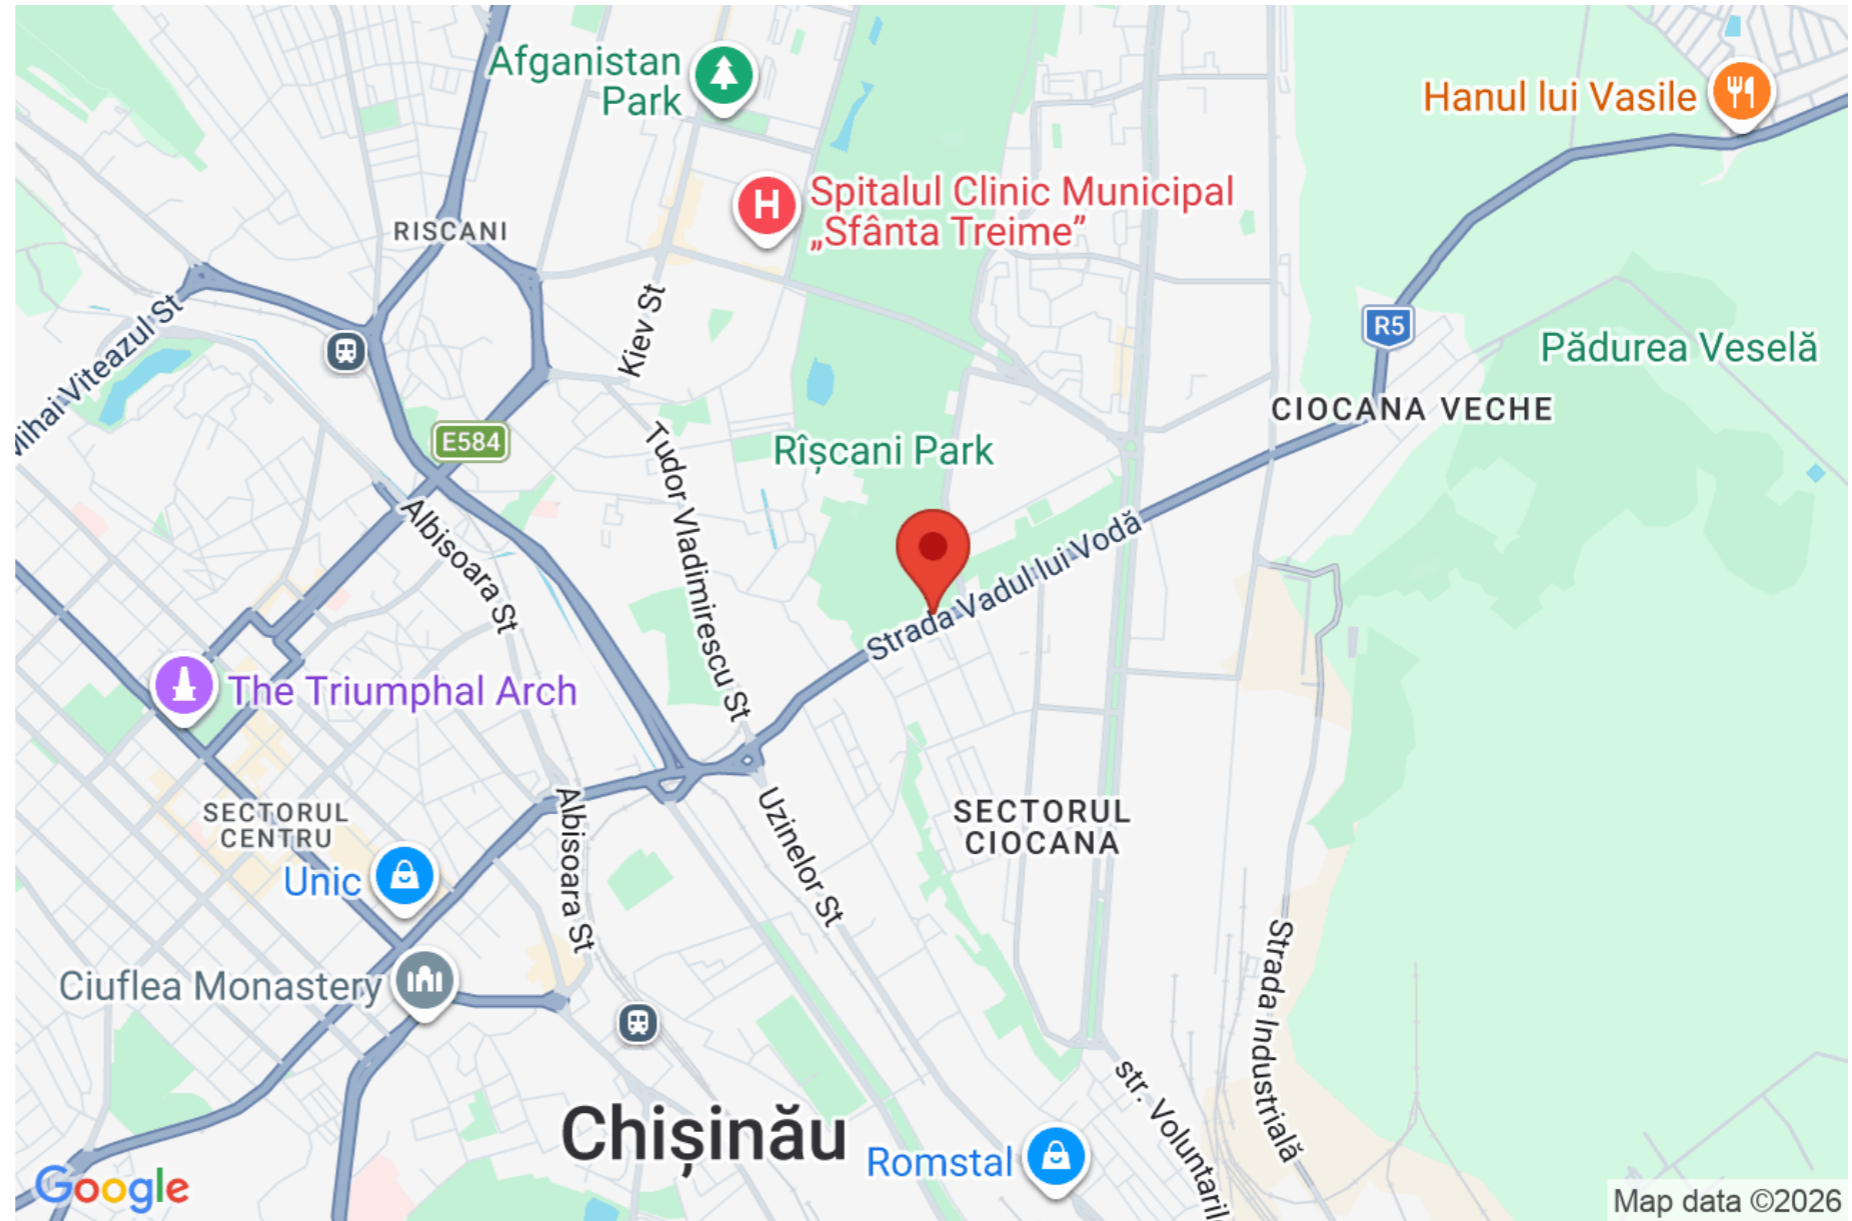 Afganistan
Park
Hanul lui Vasile
H
Spitalul Clinic Municipal
„Sfânta Treime”
RISCANI
Kiev St
Mihai Viteazul St
R5
Pădurea Veselă
CIOCANA VECHE
E584
Rîșcani Park
Tudor Vladimirescu St
Albisoara St
Strada Vadul lui Vodă
The Triumphal Arch
SECTORUL
CENTRU
Unic
Albisoara St
Uzinelor St
SECTORUL
CIOCANA
Ciuflea Monastery
Strada Industrială
str. Voluntaril
Chișinău
Romstal
Google
Map data ©2026